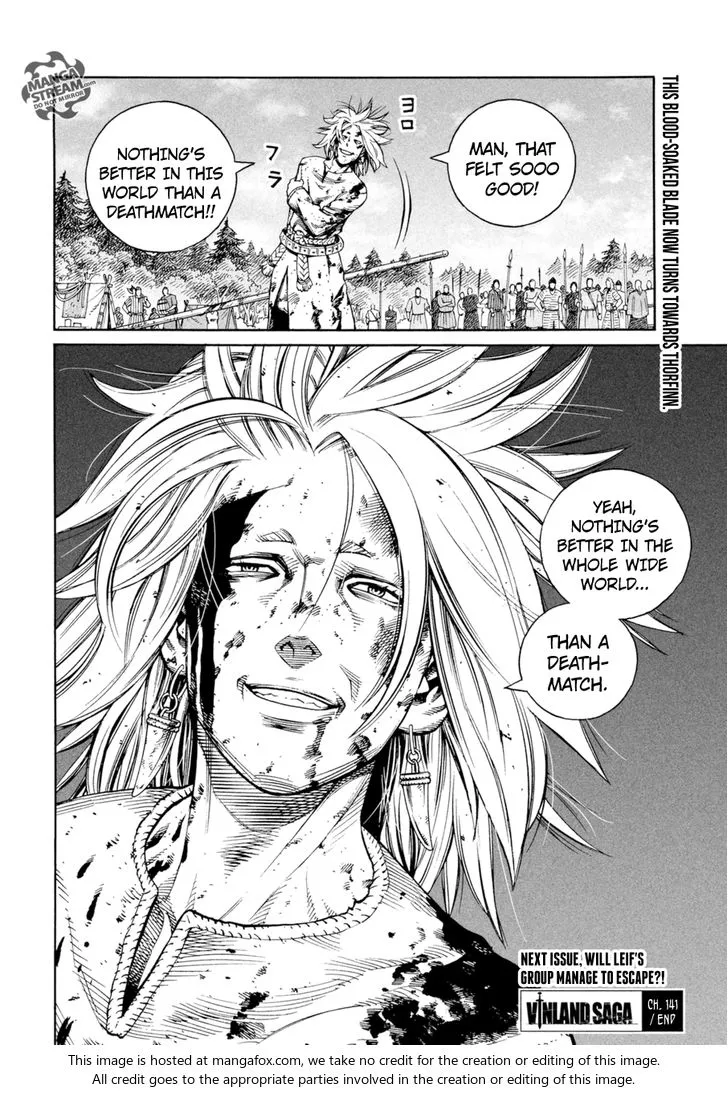 MANGA
STREAM.com
DO NOT MIRROR
THIS BLOOD-SOAKED BLADE NOW TURNS TOWARDS THORFINN.
MAN, THAT
FELT SOOO
GOOD!
ヨロ
フラ
NOTHING'S
BETTER IN THIS
WORLD THAN A
DEATHMATCH!!
YEAH,
NOTHING'S
BETTER IN THE
WHOLE WIDE
WORLD...
THAN A
DEATH-
MATCH.
NEXT ISSUE, WILL LEIF'S
GROUP MANAGE TO ESCAPE?!
VINLAND SAGA
CH. 141
/ END
This image is hosted at mangafox.com, we take no credit for the creation or editing of this image.
All credit goes to the appropriate parties involved in the creation or editing of this image.